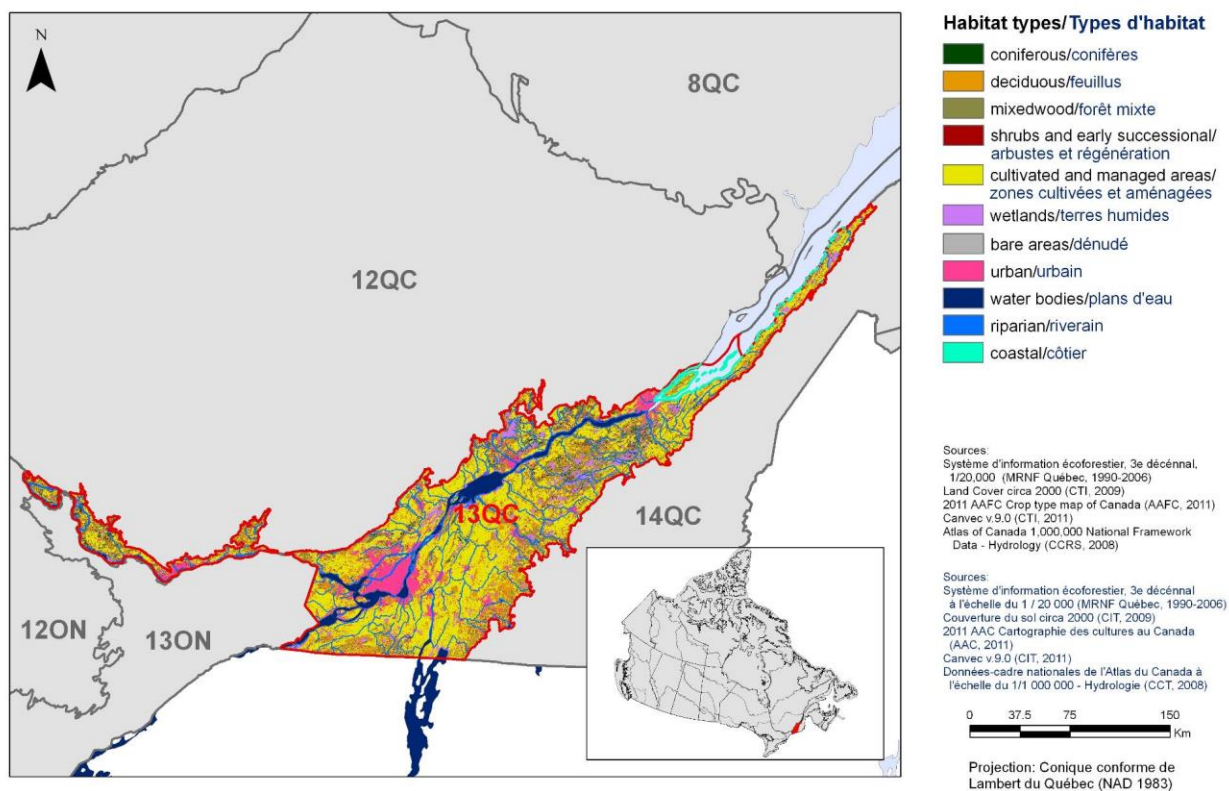 N
8QC
12QC
13QC
14QC
12ON
13ON
Habitat types/Types d'habitat
coniferous/conifères
deciduous/feuillus
mixedwood/forêt mixte
shrubs and early successional/
arbustes et régénération
cultivated and managed areas/
zones cultivées et aménagées
wetlands/terres humides
bare areas/dénudé
urban/urbain
water bodies/plans d'eau
riparian/riverain
coastal/côtier
Sources:
Système d'information écoforestier, 3e décénnal,
1/20,000 (MRNF Québec, 1990-2006)
Land Cover circa 2000 (CTI, 2009)
2011 AAFC Crop type map of Canada (AAFC, 2011)
Canvec v.9.0 (CTI, 2011)
Atlas of Canada 1,000,000 National Framework
Data - Hydrology (CCRS, 2008)
Sources:
Système d'information écoforestier, 3e décénnal
à l'échelle du 1 / 20 000 (MRNF Québec, 1990-2006)
Couverture du sol circa 2000 (CIT, 2009)
2011 AAC Cartographie des cultures au Canada
(AAC, 2011)
Canvec v.9.0 (CIT, 2011)
Données-cadre nationales de l'Atlas du Canada à
l'échelle du 1/1 000 000 - Hydrologie (CCT, 2008)
0 37.5 75 150
Km
Projection: Conique conforme de
Lambert du Québec (NAD 1983)